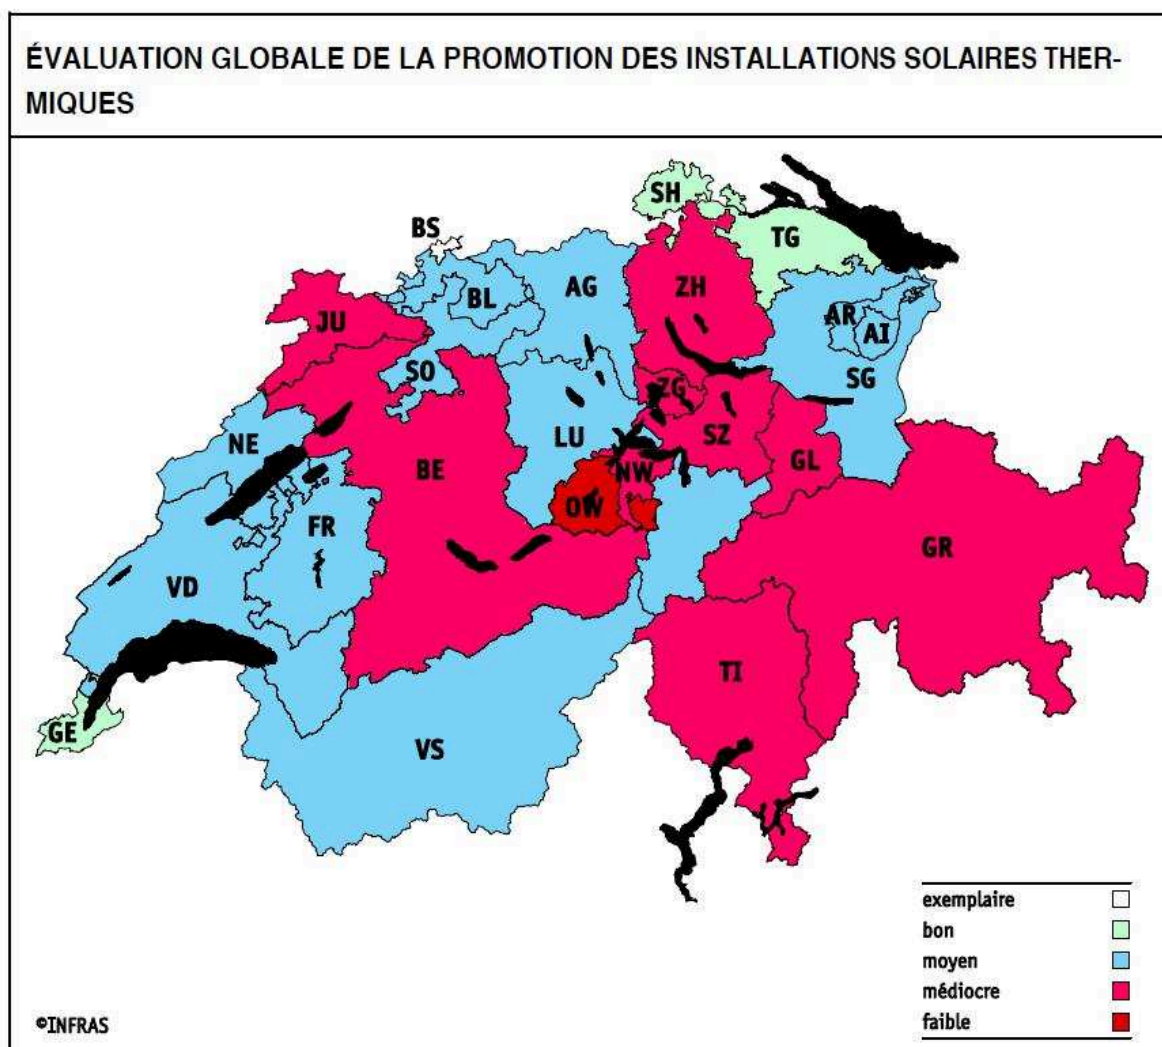 ÉVALUATION GLOBALE DE LA PROMOTION DES INSTALLATIONS SOLAIRES THER-
MIQUES
SH
BS
TG
BL
AG
ZH
JU
AR
AI
SO
ZG
SG
NE
LU
SZ
BE
NW
GL
OW
FR
GR
VD
TI
GE
VS
exemplaire
bon
moyen
médiocre
faible
©INFRAS